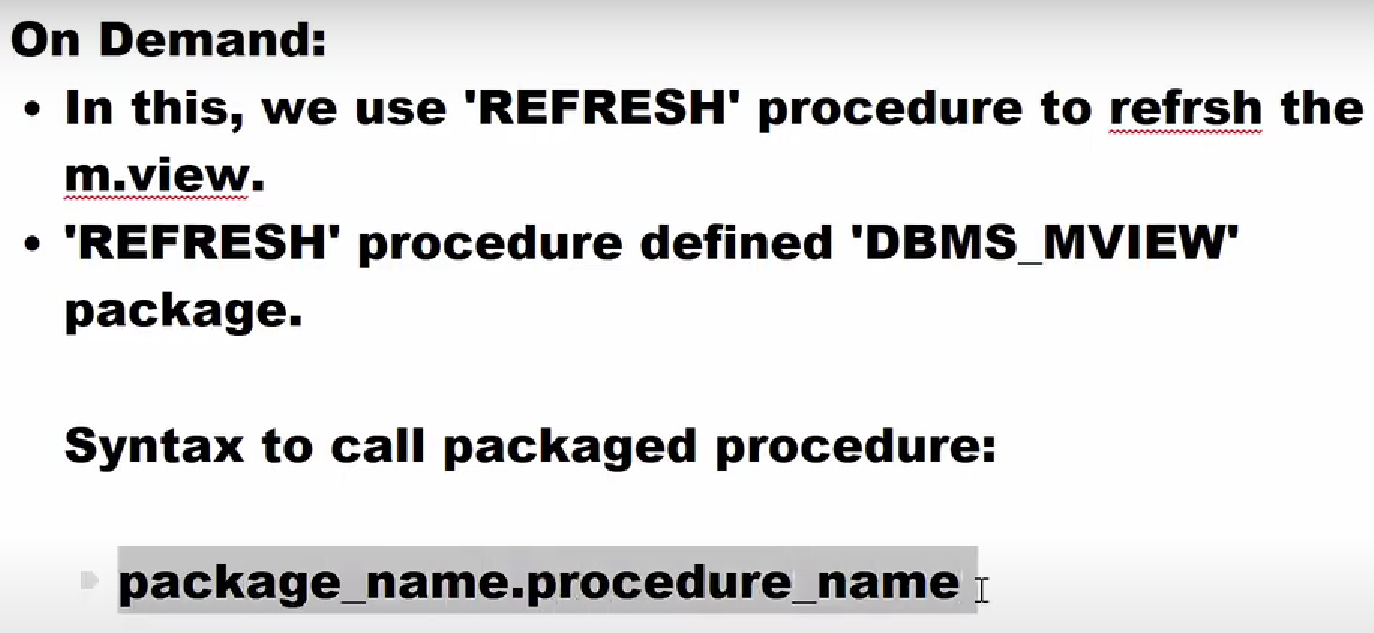 On Demand:
• In this, we use 'REFRESH' procedure to refrsh the
m.view.
• 'REFRESH' procedure defined 'DBMS_MVIEW'
package.
Syntax to call packaged procedure:
package_name.procedure_name